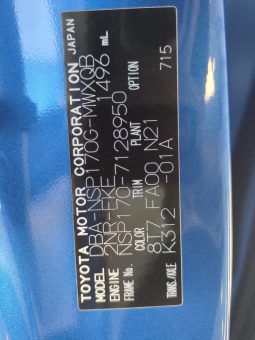 TOYOTA MOTOR CORPORATION JAPAN
MODEL DBA-NSP170G-MWXQB
ENGINE 2NR-FKE 1496 mL
FRAME No. NSP170-7128950
COLOR TRIM PLANT OPTION
8T7 FA00 N21 715
TRANS./AXLE K312 -01A